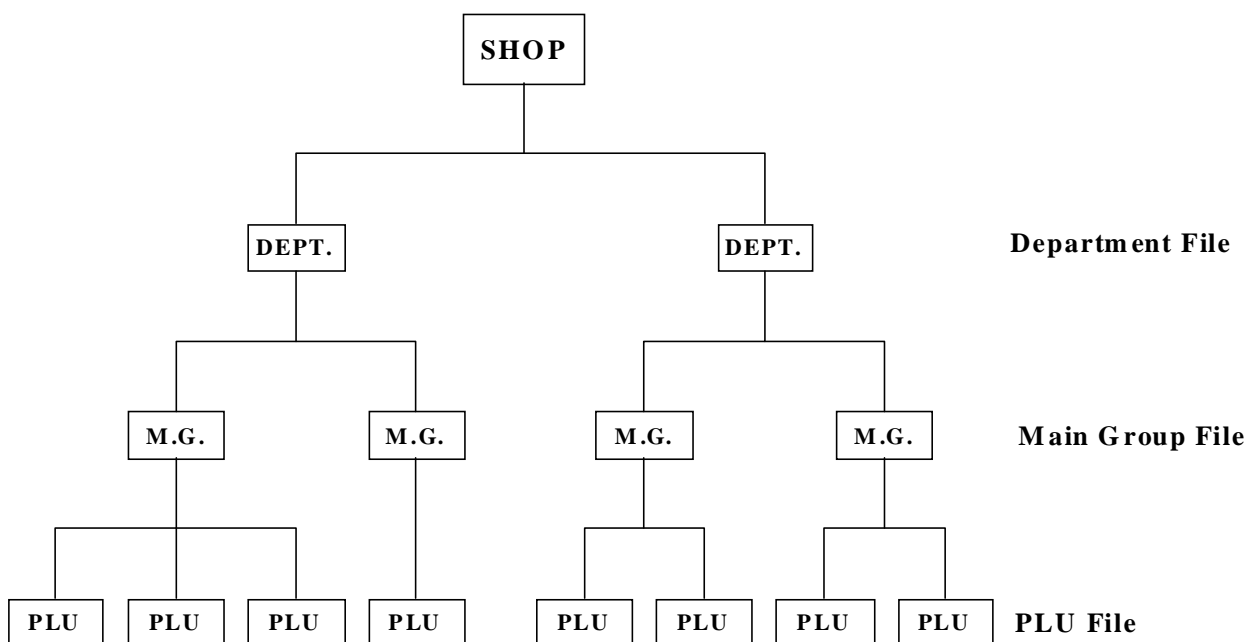 SHOP
DEPT. DEPT. Department File
M.G. M.G. M.G. M.G. Main Group File
PLU PLU PLU PLU PLU PLU PLU PLU PLU File